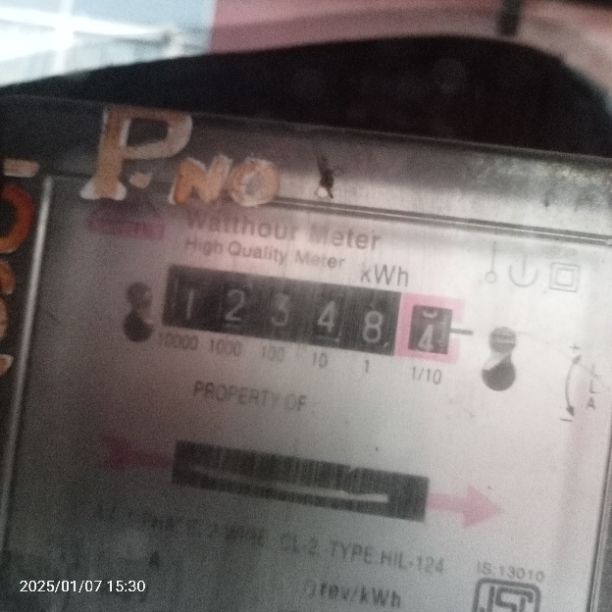 P. NO
Watthour Meter
High Quality Meter
kWh
1 2 3 4 8 4
10000 1000 100 10 1 1/10
PROPERTY OF
CL-2 TYPE HIL-124
IS:13010
rev/kWh
2025/01/07 15:30